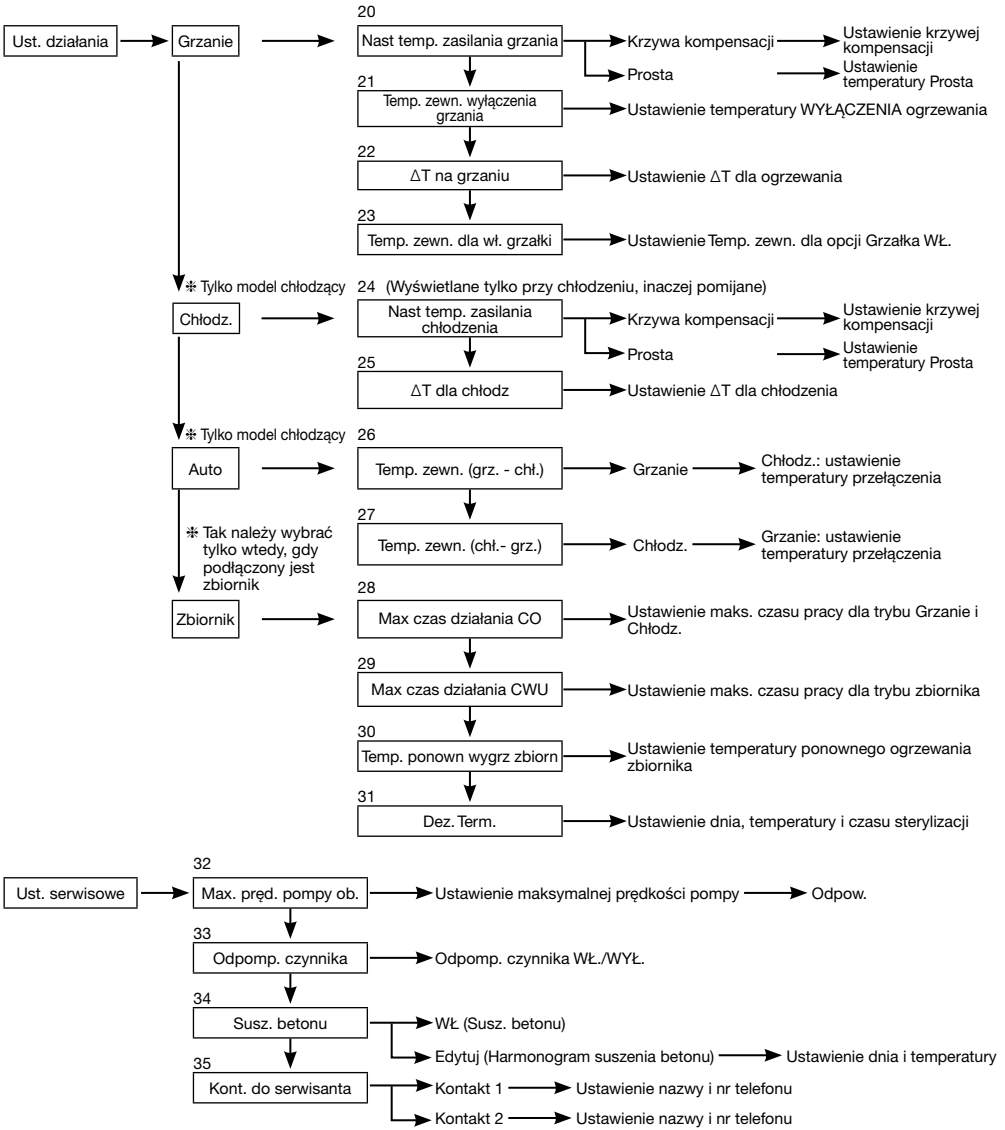 20
Ust. działania
Grzanie
Nast temp. zasilania grzania
Krzywa kompensacji
Ustawienie krzywej
kompensacji
Prosta
Ustawienie
temperatury Prosta
21
Temp. zewn. wyłączenia
grzania
Ustawienie temperatury WYŁĄCZENIA ogrzewania
22
ΔT na grzaniu
Ustawienie ΔT dla ogrzewania
23
Temp. zewn. dla wł. grzałki
Ustawienie Temp. zewn. dla opcji Grzałka WŁ.
⁜ Tylko model chłodzący
24 (Wyświetlane tylko przy chłodzeniu, inaczej pomijane)
Chłodz.
Nast temp. zasilania
chłodzenia
Krzywa kompensacji
Ustawienie krzywej
kompensacji
Prosta
Ustawienie
temperatury Prosta
25
ΔT dla chłodz
Ustawienie ΔT dla chłodzenia
⁜ Tylko model chłodzący
26
Auto
Temp. zewn. (grz. - chł.)
Grzanie
Chłodz.: ustawienie
temperatury przełączenia
27
Temp. zewn. (chł.- grz.)
Chłodz.
Grzanie: ustawienie
temperatury przełączenia
⁜ Tak należy wybrać
tylko wtedy, gdy
podłączony jest
zbiornik
28
Zbiornik
Max czas działania CO
Ustawienie maks. czasu pracy dla trybu Grzanie i
Chłodz.
29
Max czas działania CWU
Ustawienie maks. czasu pracy dla trybu zbiornika
30
Temp. ponown wygrz zbiorn
Ustawienie temperatury ponownego ogrzewania
zbiornika
31
Dez. Term.
Ustawienie dnia, temperatury i czasu sterylizacji
32
Ust. serwisowe
Max. pręd. pompy ob.
Ustawienie maksymalnej prędkości pompy
Odpow.
33
Odpomp. czynnika
Odpomp. czynnika WŁ./WYŁ.
34
Susz. betonu
WŁ (Susz. betonu)
Edytuj (Harmonogram suszenia betonu)
Ustawienie dnia i temperatury
35
Kont. do serwisanta
Kontakt 1
Ustawienie nazwy i nr telefonu
Kontakt 2
Ustawienie nazwy i nr telefonu